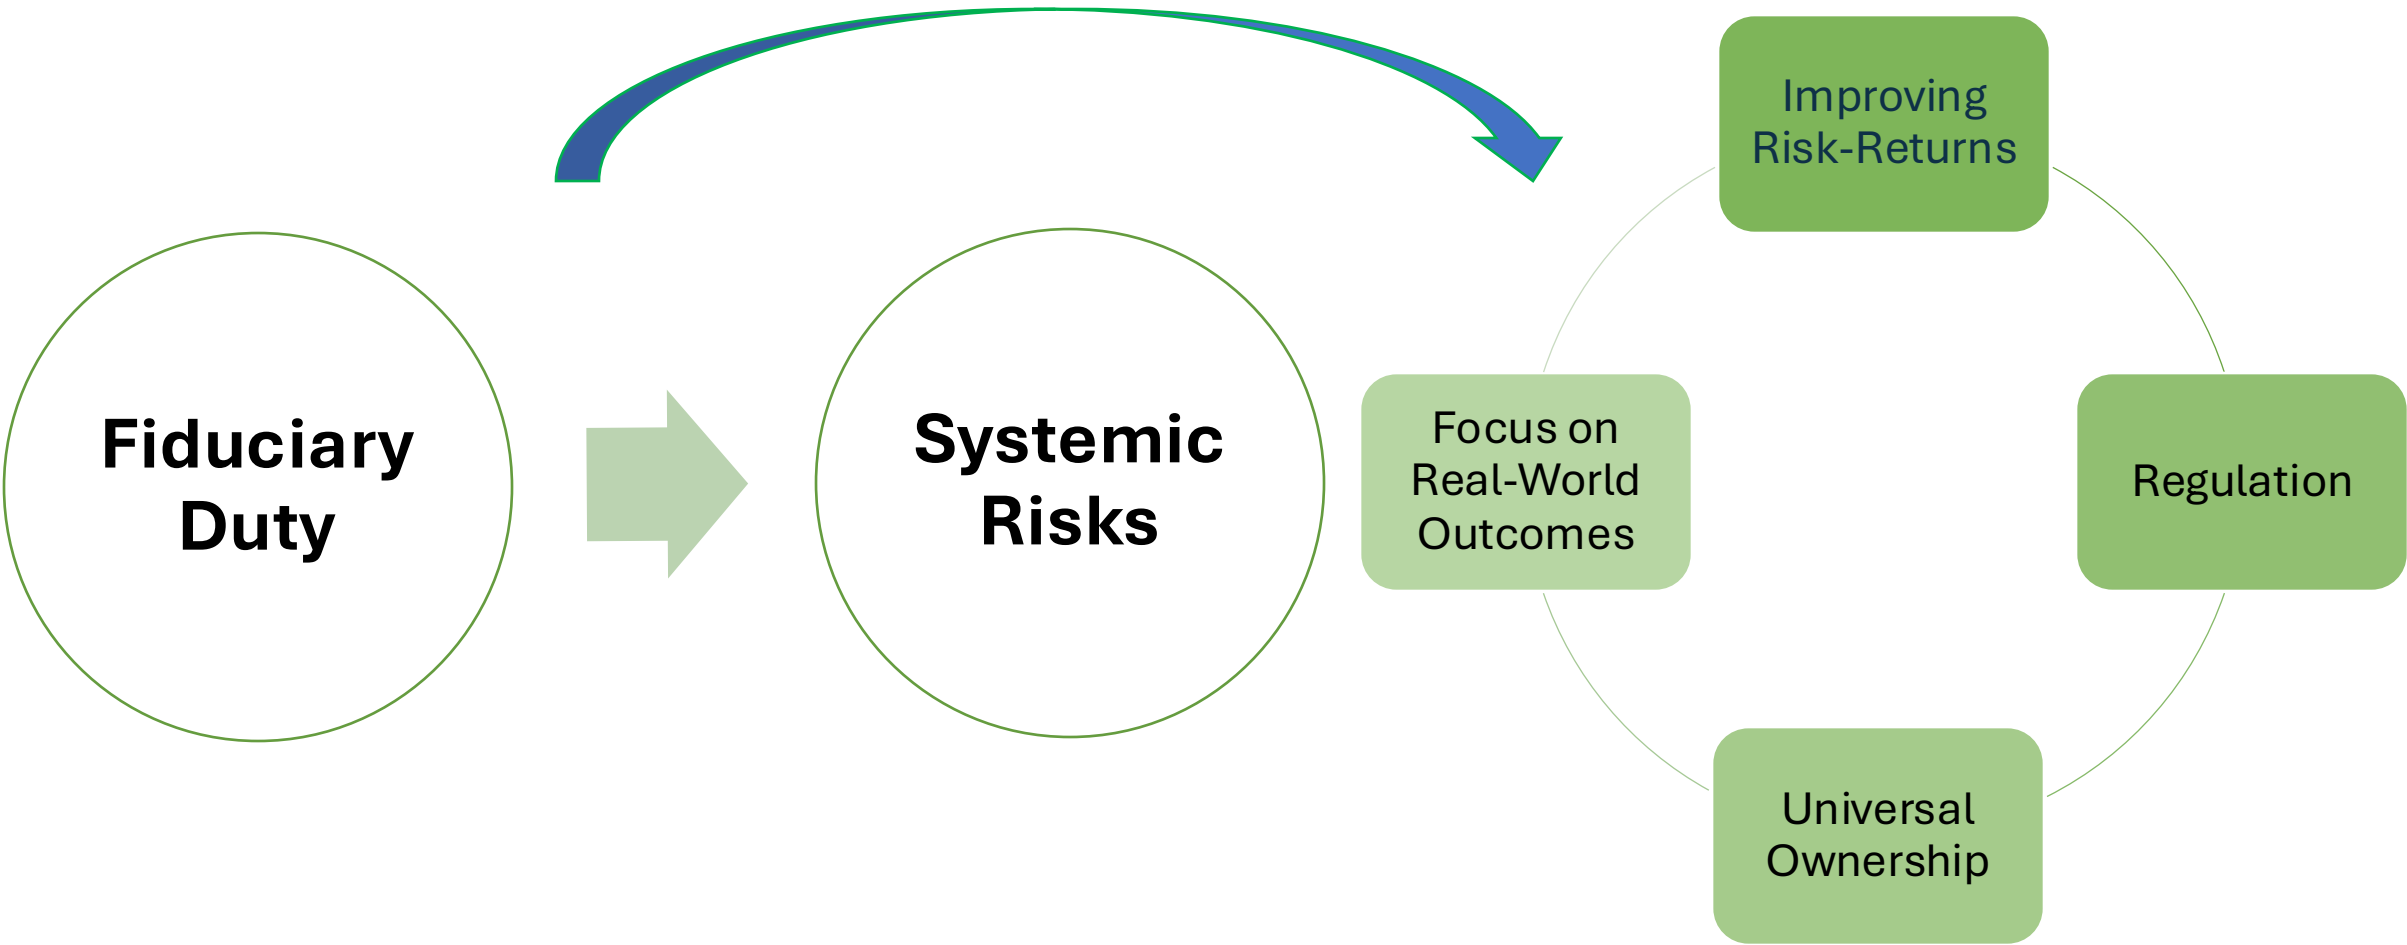 Fiduciary
Duty
Systemic
Risks
Improving
Risk-Returns
Focus on
Real-World
Outcomes
Regulation
Universal
Ownership